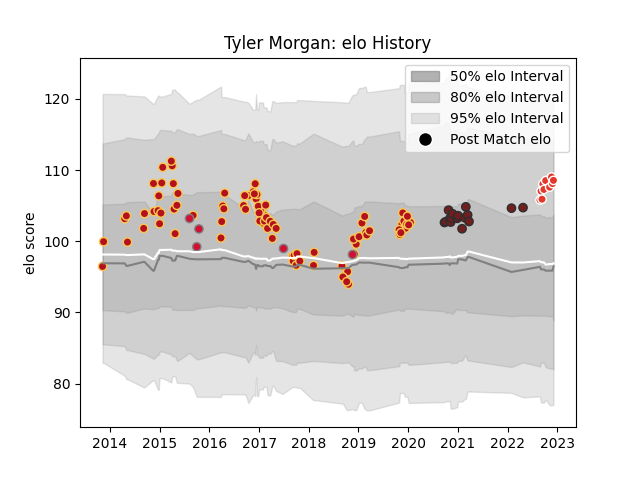 Tyler Morgan: elo History
50% elo Interval
80% elo Interval
95% elo Interval
Post Match elo
elo score
120
110
100
90
80
2014 2015 2016 2017 2018 2019 2020 2021 2022 2023